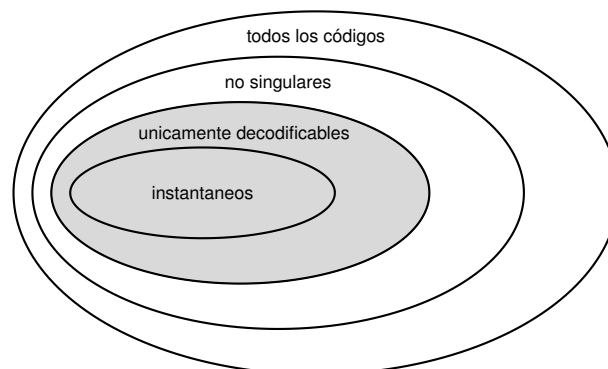 todos los códigos
no singulares
unicamente decodificables
instantaneos